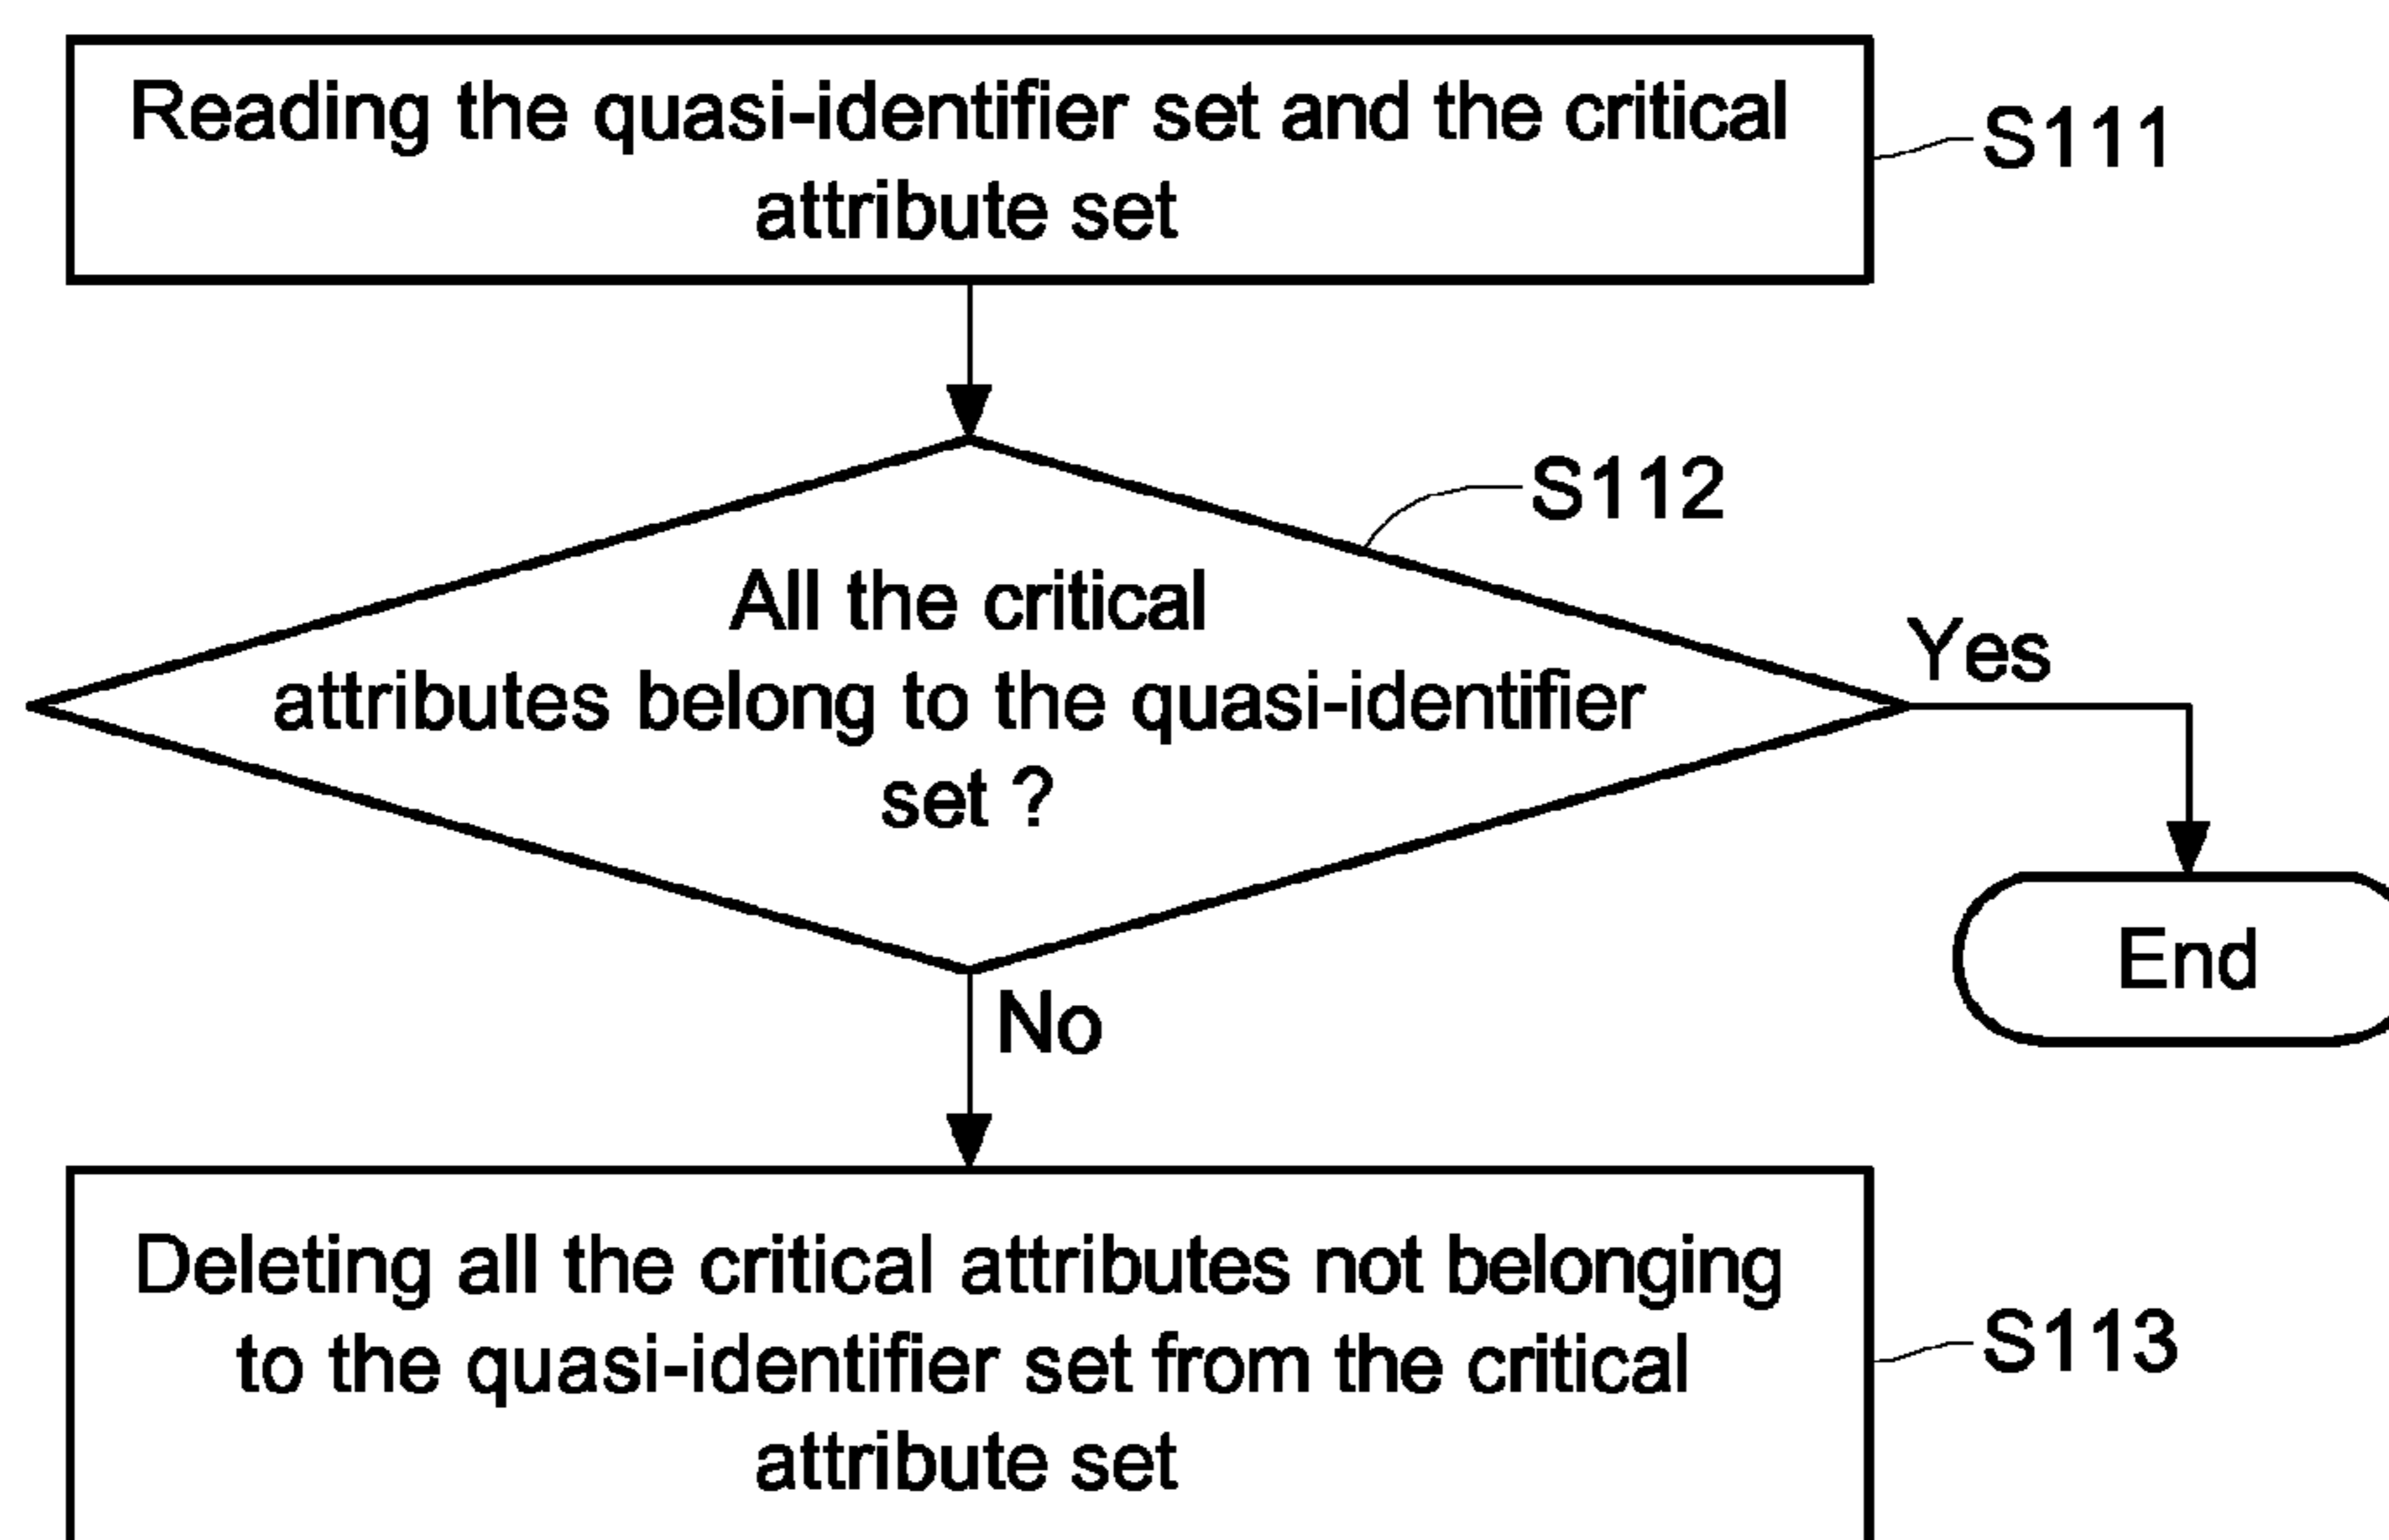 Reading the quasi-identifier set and the critical
attribute set
S111
S112
All the critical
attributes belong to the quasi-identifier
set ?
Yes
End
No
Deleting all the critical attributes not belonging
to the quasi-identifier set from the critical
attribute set
S113